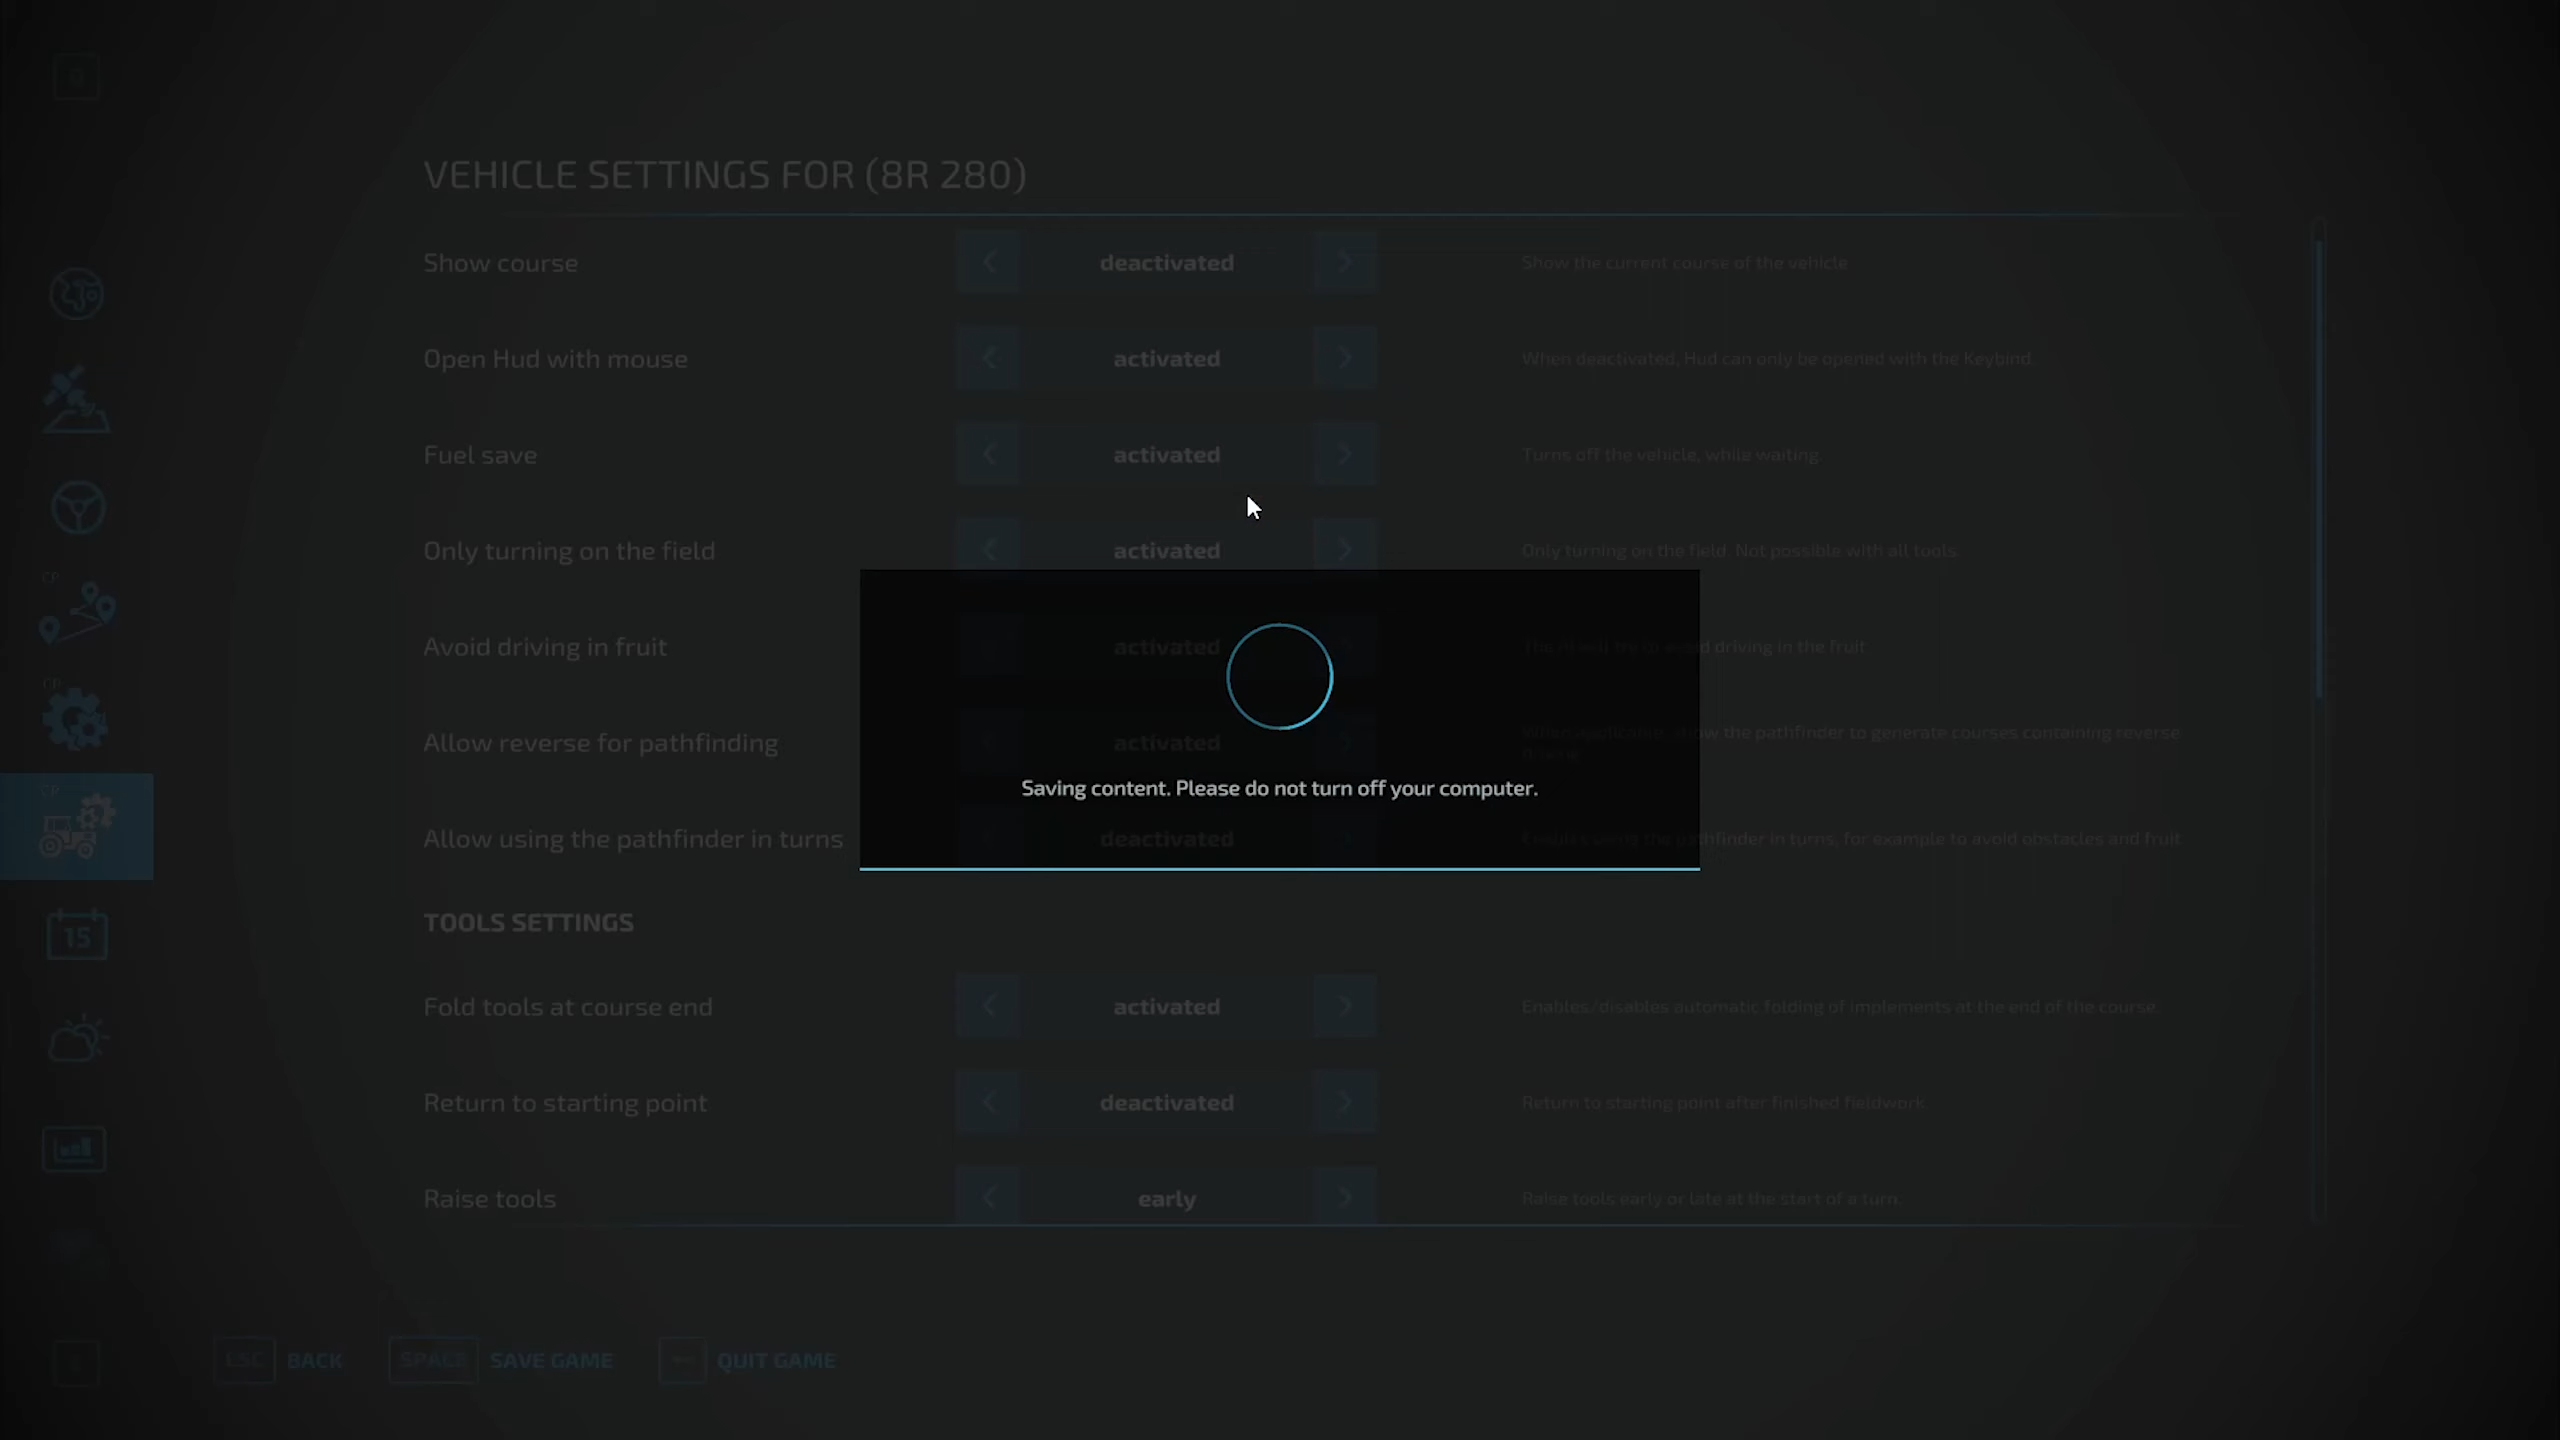 VEHICLE SETTINGS FOR (8R 280)
Show course
deactivated
Show the current course of the vehicle
Open Hud with mouse
activated
When deactivated, Hud can only be opened with the Keybind.
Fuel save
activated
Turns off the vehicle, while waiting.
Only turning on the field
activated
Only turning on the field. Not possible with all tools
CP
Avoid driving in fruit
activated
driving in the fruit
CP
Allow reverse for pathfinding
activated
the pathfinder to generate courses containing reverse
Saving content. Please do not turn off your computer.
CP
Allow using the pathfinder in turns
deactivated
pathfinder in turns, for example to avoid obstacles and fruit
TOOLS SETTINGS
15
Fold tools at course end
activated
Enables/disables automatic folding of implements at the end of the course.
Return to starting point
deactivated
Return to starting point after finished fieldwork.
Raise tools
early
Raise tools early or late at the start of a turn.
ESC BACK
SPACE SAVE GAME
QUIT GAME